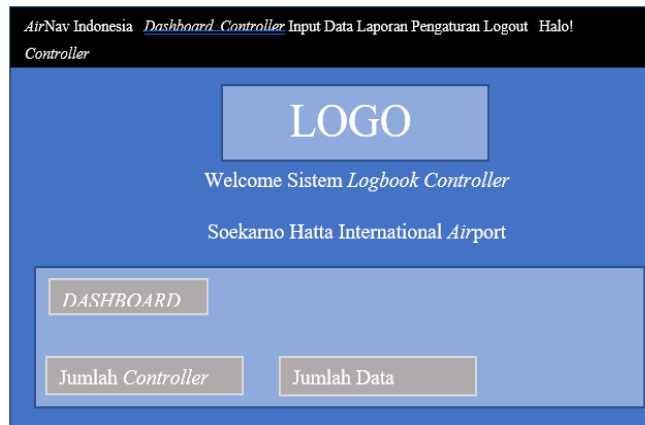 AirNav Indonesia Dashboard Controller Input Data Laporan Pengaturan Logout Halo!
Controller
LOGO
Welcome Sistem Logbook Controller
Soekarno Hatta International Airport
DASHBOARD
Jumlah Controller
Jumlah Data